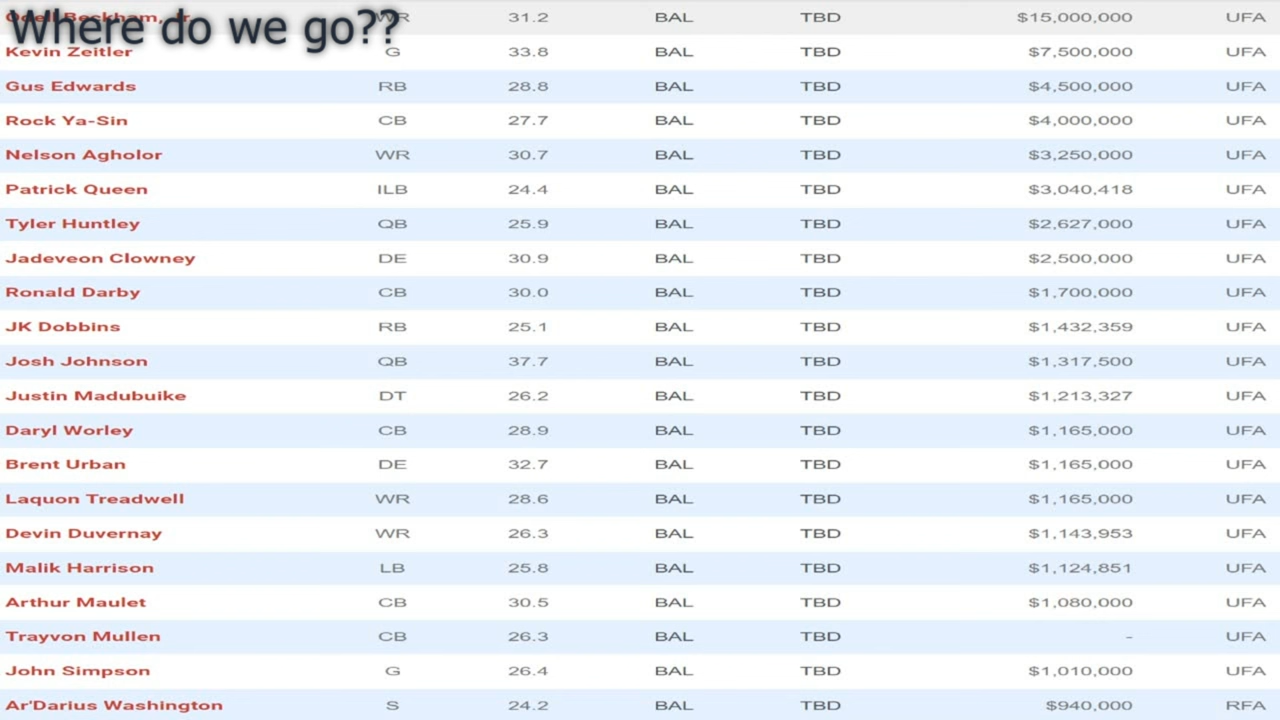 Where do we go??
Odell Beckham, Jr WR 31.2 BAL TBD $15,000,000 UFA
Kevin Zeitler G 33.8 BAL TBD $7,500,000 UFA
Gus Edwards RB 28.8 BAL TBD $4,500,000 UFA
Rock Ya-Sin CB 27.7 BAL TBD $4,000,000 UFA
Nelson Agholor WR 30.7 BAL TBD $3,250,000 UFA
Patrick Queen ILB 24.4 BAL TBD $3,040,418 UFA
Tyler Huntley QB 25.9 BAL TBD $2,627,000 UFA
Jadeveon Clowney DE 30.9 BAL TBD $2,500,000 UFA
Ronald Darby CB 30.0 BAL TBD $1,700,000 UFA
JK Dobbins RB 25.1 BAL TBD $1,432,359 UFA
Josh Johnson QB 37.7 BAL TBD $1,317,500 UFA
Justin Madubuike DT 26.2 BAL TBD $1,213,327 UFA
Daryl Worley CB 28.9 BAL TBD $1,165,000 UFA
Brent Urban DE 32.7 BAL TBD $1,165,000 UFA
Laquon Treadwell WR 28.6 BAL TBD $1,165,000 UFA
Devin Duvernay WR 26.3 BAL TBD $1,143,953 UFA
Malik Harrison LB 25.8 BAL TBD $1,124,851 UFA
Arthur Maulet CB 30.5 BAL TBD $1,080,000 UFA
Trayvon Mullen CB 26.3 BAL TBD - UFA
John Simpson G 26.4 BAL TBD $1,010,000 UFA
Ar'Darius Washington S 24.2 BAL TBD $940,000 RFA